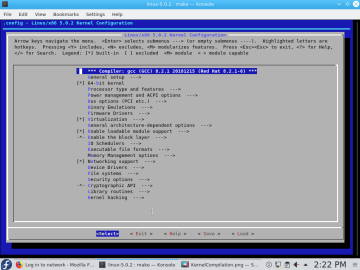 linux 5.0.2 : make — Konsole
File Edit View Bookmarks Settings Help
.config - Linux/x86 5.0.2 Kernel Configuration
Linux/x86 5.0.2 Kernel Configuration
Arrow keys navigate the menu. <Enter> selects submenus ---> (or empty submenus ----). Highlighted letters are
hotkeys. Pressing <Y> includes, <N> excludes, <M> modularizes features. Press <Esc><Esc> to exit, <?> for Help,
</> for Search. Legend: [*] built-in [ ] excluded <M> module < > module capable
*** Compiler: gcc (GCC) 8.2.1 20181215 (Red Hat 8.2.1-6) ***
General setup --->
[*] 64-bit kernel
Processor type and features --->
Power management and ACPI options --->
Bus options (PCI etc.) --->
Binary Emulations --->
Firmware Drivers --->
[*] Virtualization --->
General architecture-dependent options --->
[*] Enable loadable module support --->
-*- Enable the block layer --->
IO Schedulers --->
Executable file formats --->
Memory Management options --->
[*] Networking support --->
Device Drivers --->
File systems --->
Security options --->
-*- Cryptographic API --->
Library routines --->
Kernel hacking --->
<Select> < Exit > < Help > < Save > < Load >
Log in to network - Mozilla F... linux 5.0.2 : make — Konsole KernelCompilation.png — S... 2:22 PM